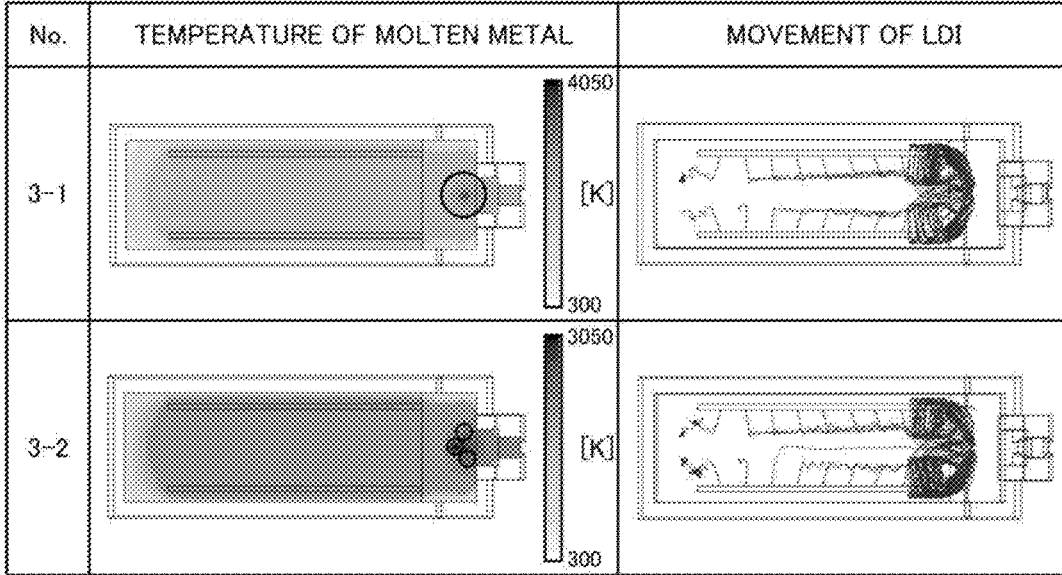 No. TEMPERATURE OF MOLTEN METAL MOVEMENT OF LDI
4050
3-1 [K]
300
3050
3-2 [K]
300